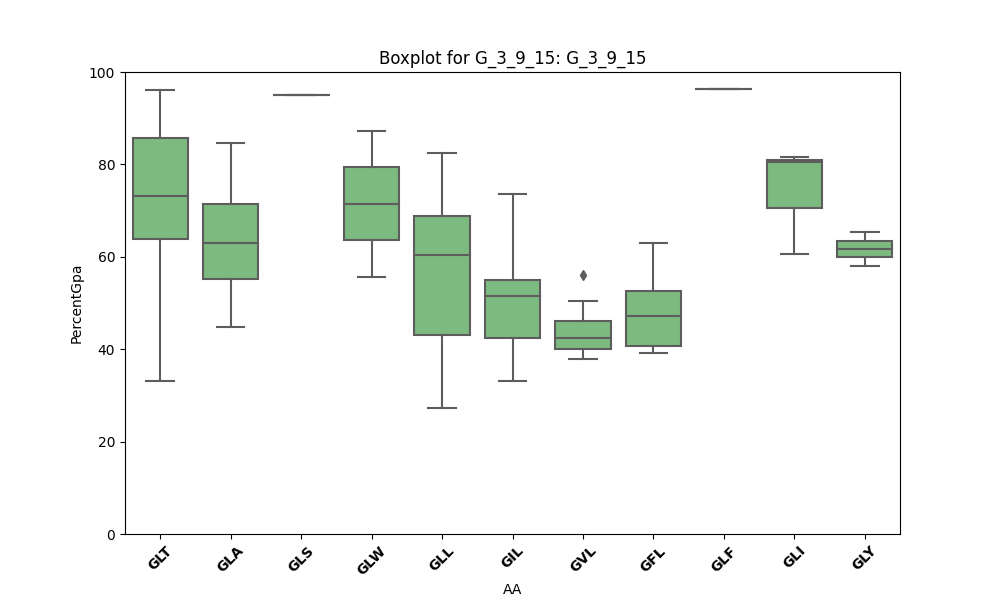 Boxplot for G_3_9_15: G_3_9_15
PercentGpa
100
80
60
40
20
0
GLT GLA GLS GLW GLL GIL GVL GFL GLF GLI GLY
AA